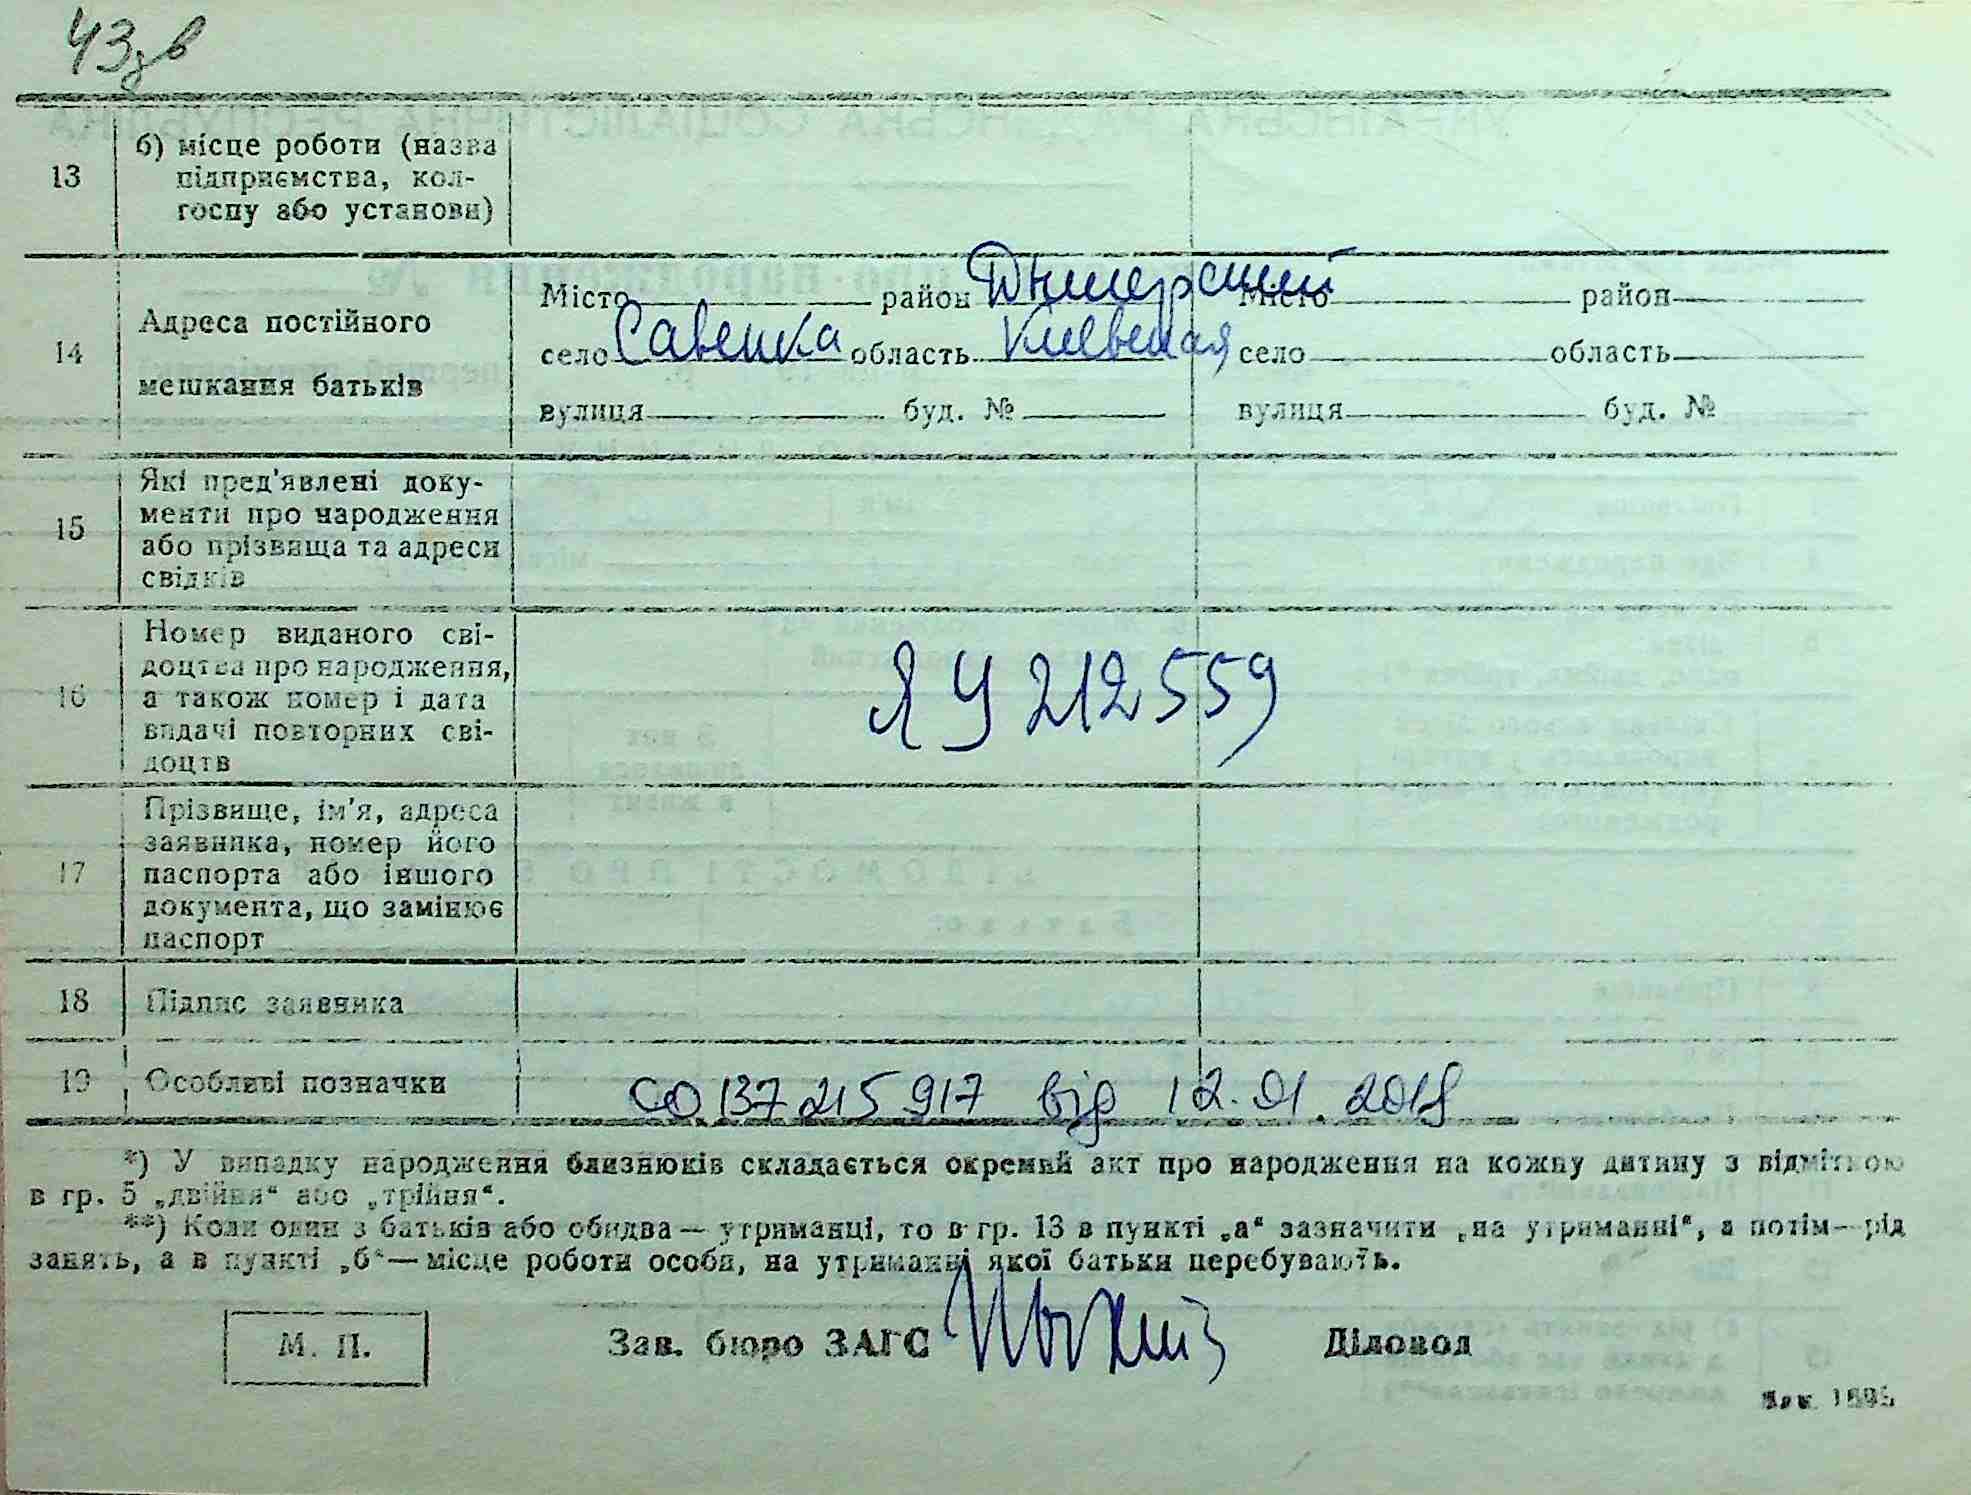 43зв
13
б) місце роботи (назва
підприємства, кол-
госпу або установи)
14
Адреса постійного
мешкання батьків
Місто район Дымерский
село Савенка область Киевская
вулиця буд. №
Місто район
село область
вулиця буд. №
15
Які пред'явлені доку-
менти про народження
або прізвища та адреси
свідків
16
Номер виданого сві-
доцтва про народження,
а також номер і дата
видачі повторних сві-
доцтв
ЯУ 212559
17
Прізвище, ім'я, адреса
заявника, номер його
паспорта або іншого
документа, що замінює
паспорт
18
Підпис заявника
19
Особливі позначки
СО 137215917 від 12.01.2018
*) У випадку народження близнюків складається окремий акт про народження на кожну дитину з відміткою
в гр. 5 „двійня“ або „трійня“.
**) Коли один з батьків або обидва — утриманці, то в гр. 13 в пункті „а“ зазначити „на утриманні“, а потім — рід
занять, а в пункті „б“ — місце роботи особи, на утриманні якої батьки перебувають.
М. П.
Зав. бюро ЗАГС
Діловод